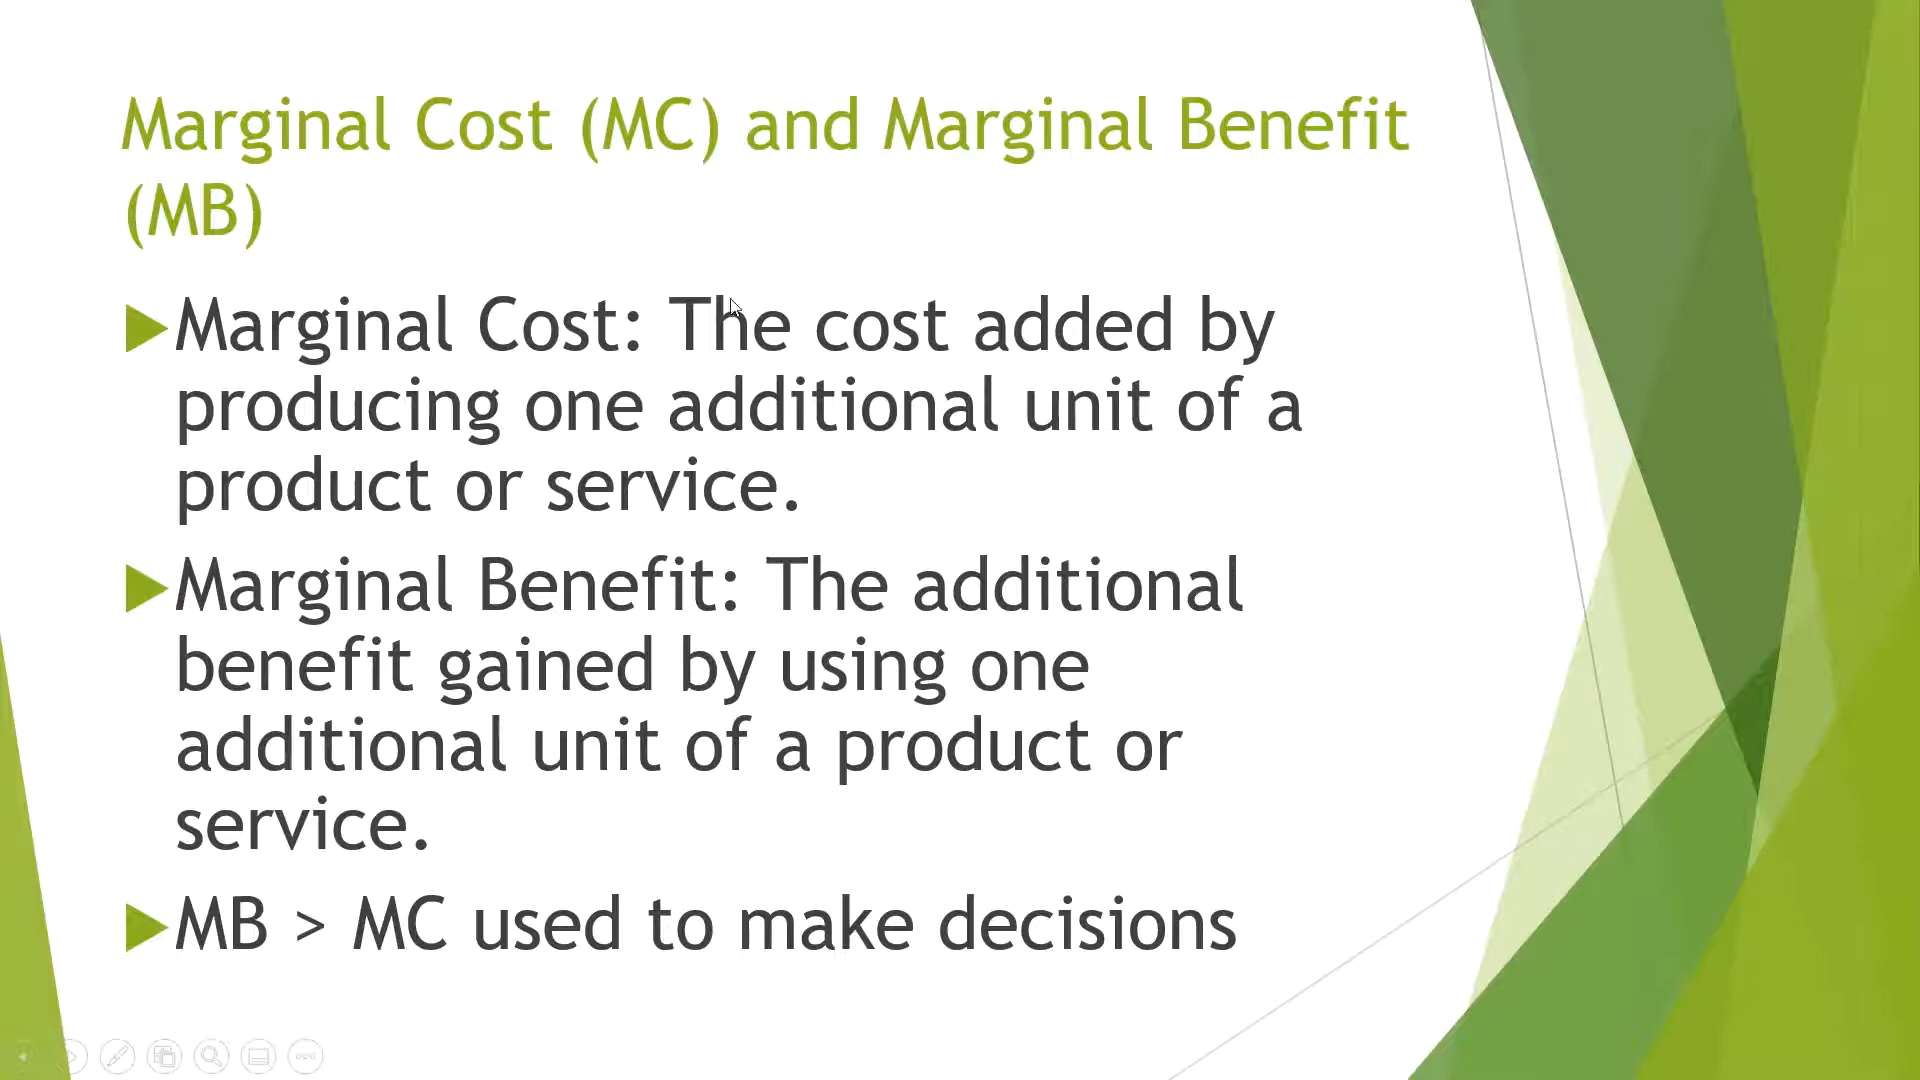 Marginal Cost (MC) and Marginal Benefit
(MB)
Marginal Cost: The cost added by
producing one additional unit of a
product or service.
Marginal Benefit: The additional
benefit gained by using one
additional unit of a product or
service.
MB > MC used to make decisions